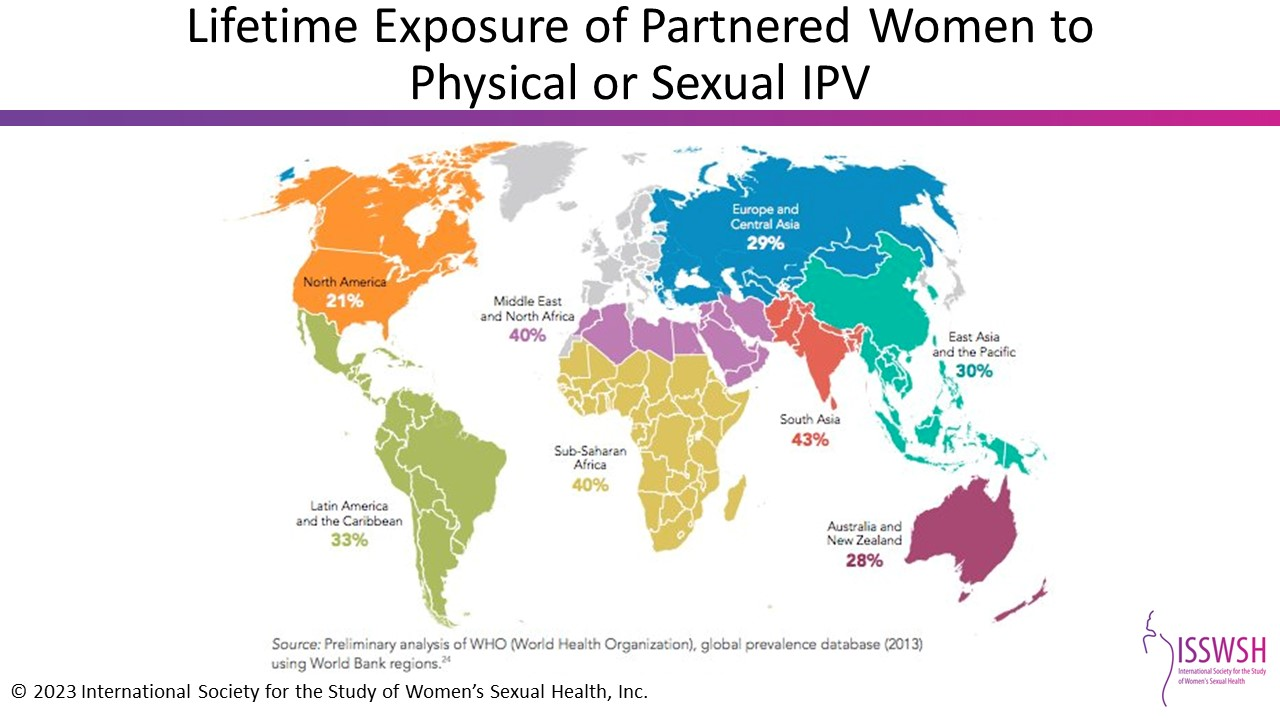 Lifetime Exposure of Partnered Women to
Physical or Sexual IPV
Europe and
Central Asia
29%
North America
21%
Middle East
and North Africa
40%
East Asia
and the Pacific
30%
South Asia
43%
Sub-Saharan
Africa
40%
Latin America
and the Caribbean
33%
Australia and
New Zealand
28%
Source: Preliminary analysis of WHO (World Health Organization), global prevalence database (2013)
using World Bank regions.24
ISSWSH
International Society for the Study
of Women's Sexual Health
© 2023 International Society for the Study of Women’s Sexual Health, Inc.